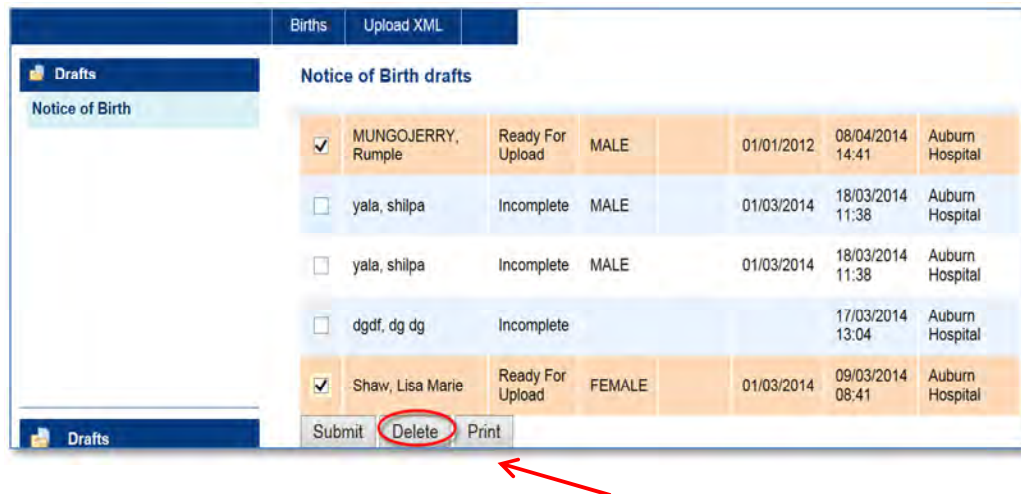 Births Upload XML
Drafts
Notice of Birth
Notice of Birth drafts
MUNGOJERRY, Rumple Ready For Upload MALE 01/01/2012 08/04/2014 14:41 Auburn Hospital
yala, shilpa Incomplete MALE 01/03/2014 18/03/2014 11:38 Auburn Hospital
yala, shilpa Incomplete MALE 01/03/2014 18/03/2014 11:38 Auburn Hospital
dgdf, dg dg Incomplete 17/03/2014 13:04 Auburn Hospital
Shaw, Lisa Marie Ready For Upload FEMALE 01/03/2014 09/03/2014 08:41 Auburn Hospital
Drafts
Submit Delete Print